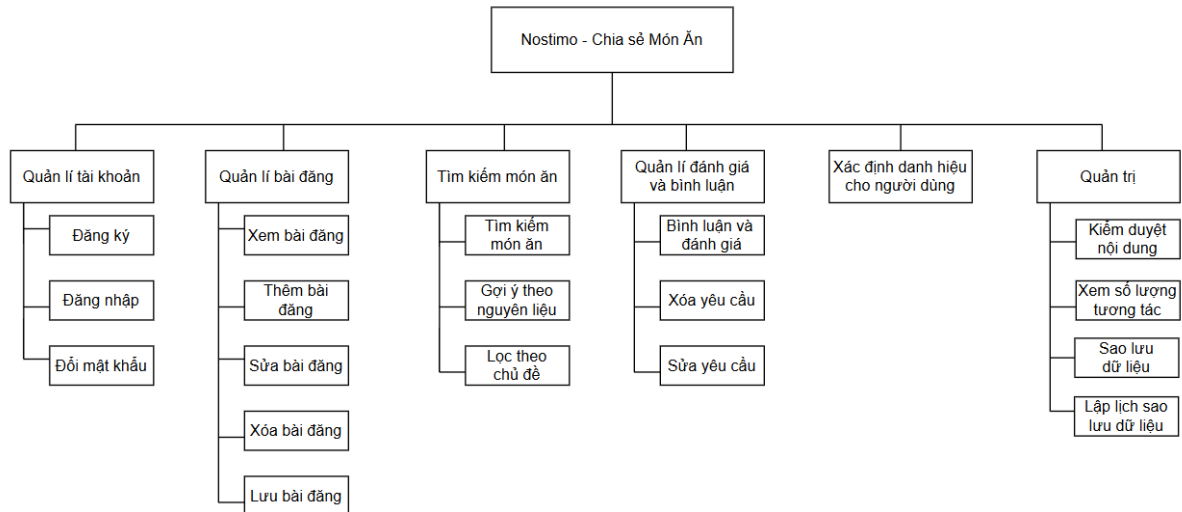 Nostimo - Chia sẻ Món Ăn
Quản lí tài khoản
Đăng ký
Đăng nhập
Đổi mật khẩu
Quản lí bài đăng
Xem bài đăng
Thêm bài
đăng
Sửa bài đăng
Xóa bài đăng
Lưu bài đăng
Tìm kiếm món ăn
Tìm kiếm
món ăn
Gợi ý theo
nguyên liệu
Lọc theo
chủ đề
Quản lí đánh giá
và bình luận
Bình luận và
đánh giá
Xóa yêu cầu
Sửa yêu cầu
Xác định danh hiệu
cho người dùng
Quản trị
Kiểm duyệt
nội dung
Xem số lượng
tương tác
Sao lưu
dữ liệu
Lập lịch sao
lưu dữ liệu